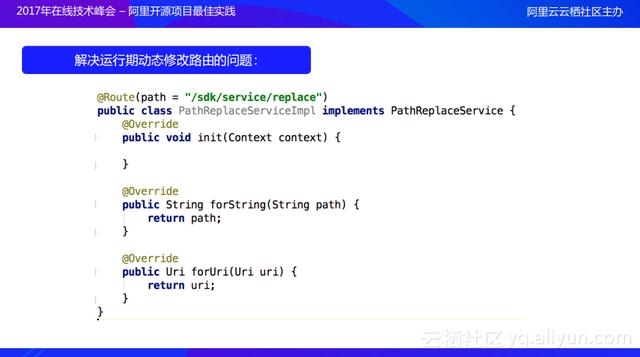 2017年在线技术峰会 – 阿里开源项目最佳实践
阿里云云栖社区主办
解决运行期动态修改路由的问题：
@Route(path = "/sdk/service/replace")
public class PathReplaceServiceImpl implements PathReplaceService {
    @Override
    public void init(Context context) {

    }

    @Override
    public String forString(String path) {
        return path;
    }

    @Override
    public Uri forUri(Uri uri) {
        return uri;
    }
}
云栖社区 yq.aliyun.com